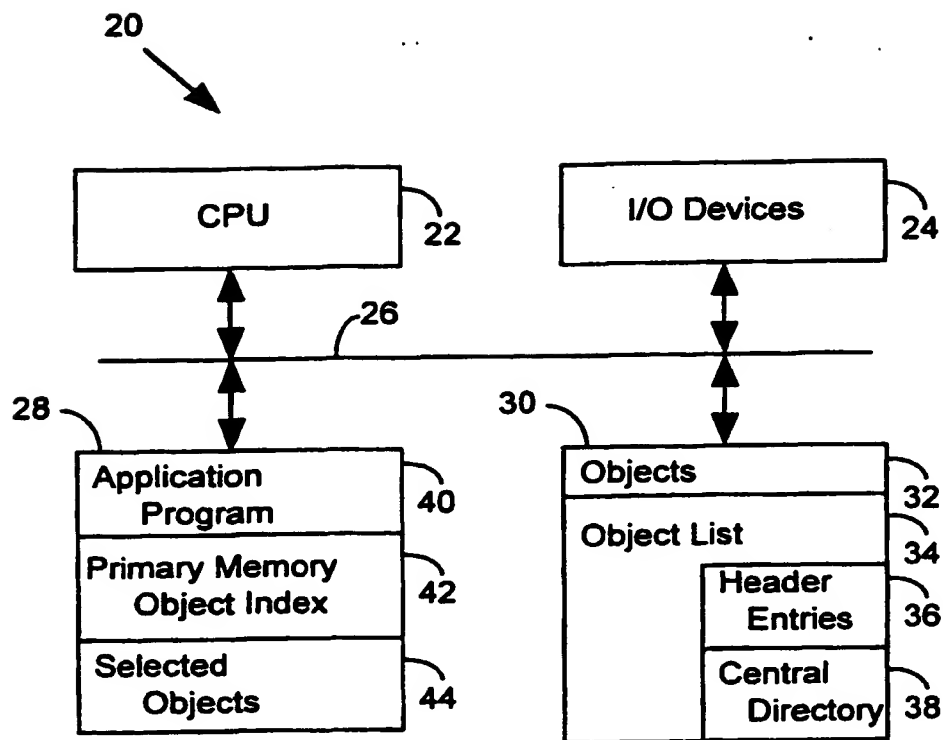 20
CPU
22
I/O Devices
24
26
28
Application
Program
40
Primary Memory
Object Index
42
Selected
Objects
44
30
Objects
32
Object List
34
Header
Entries
36
Central
Directory
38